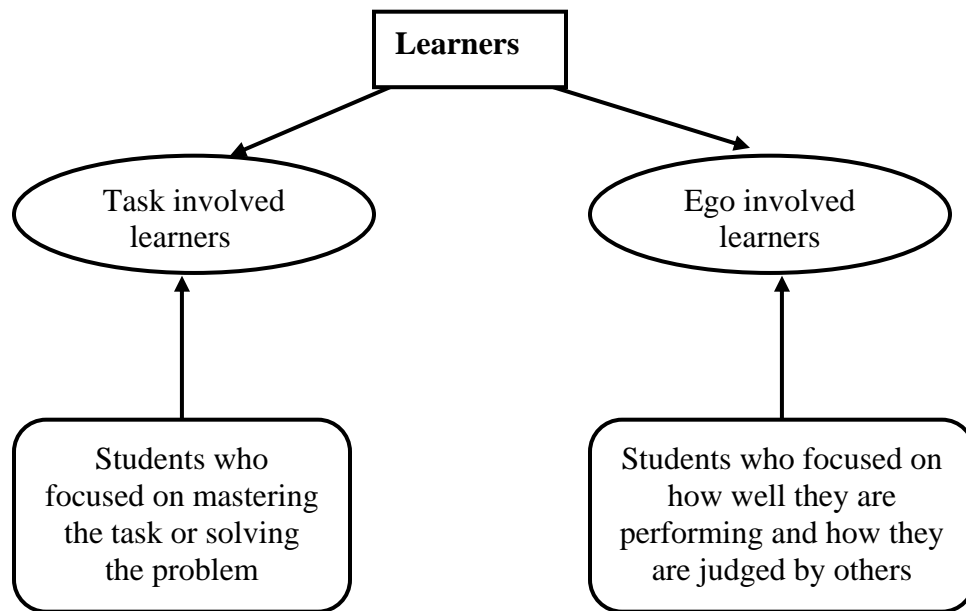 Learners
Task involved
learners
Ego involved
learners
Students who
focused on mastering
the task or solving
the problem
Students who focused on
how well they are
performing and how they
are judged by others